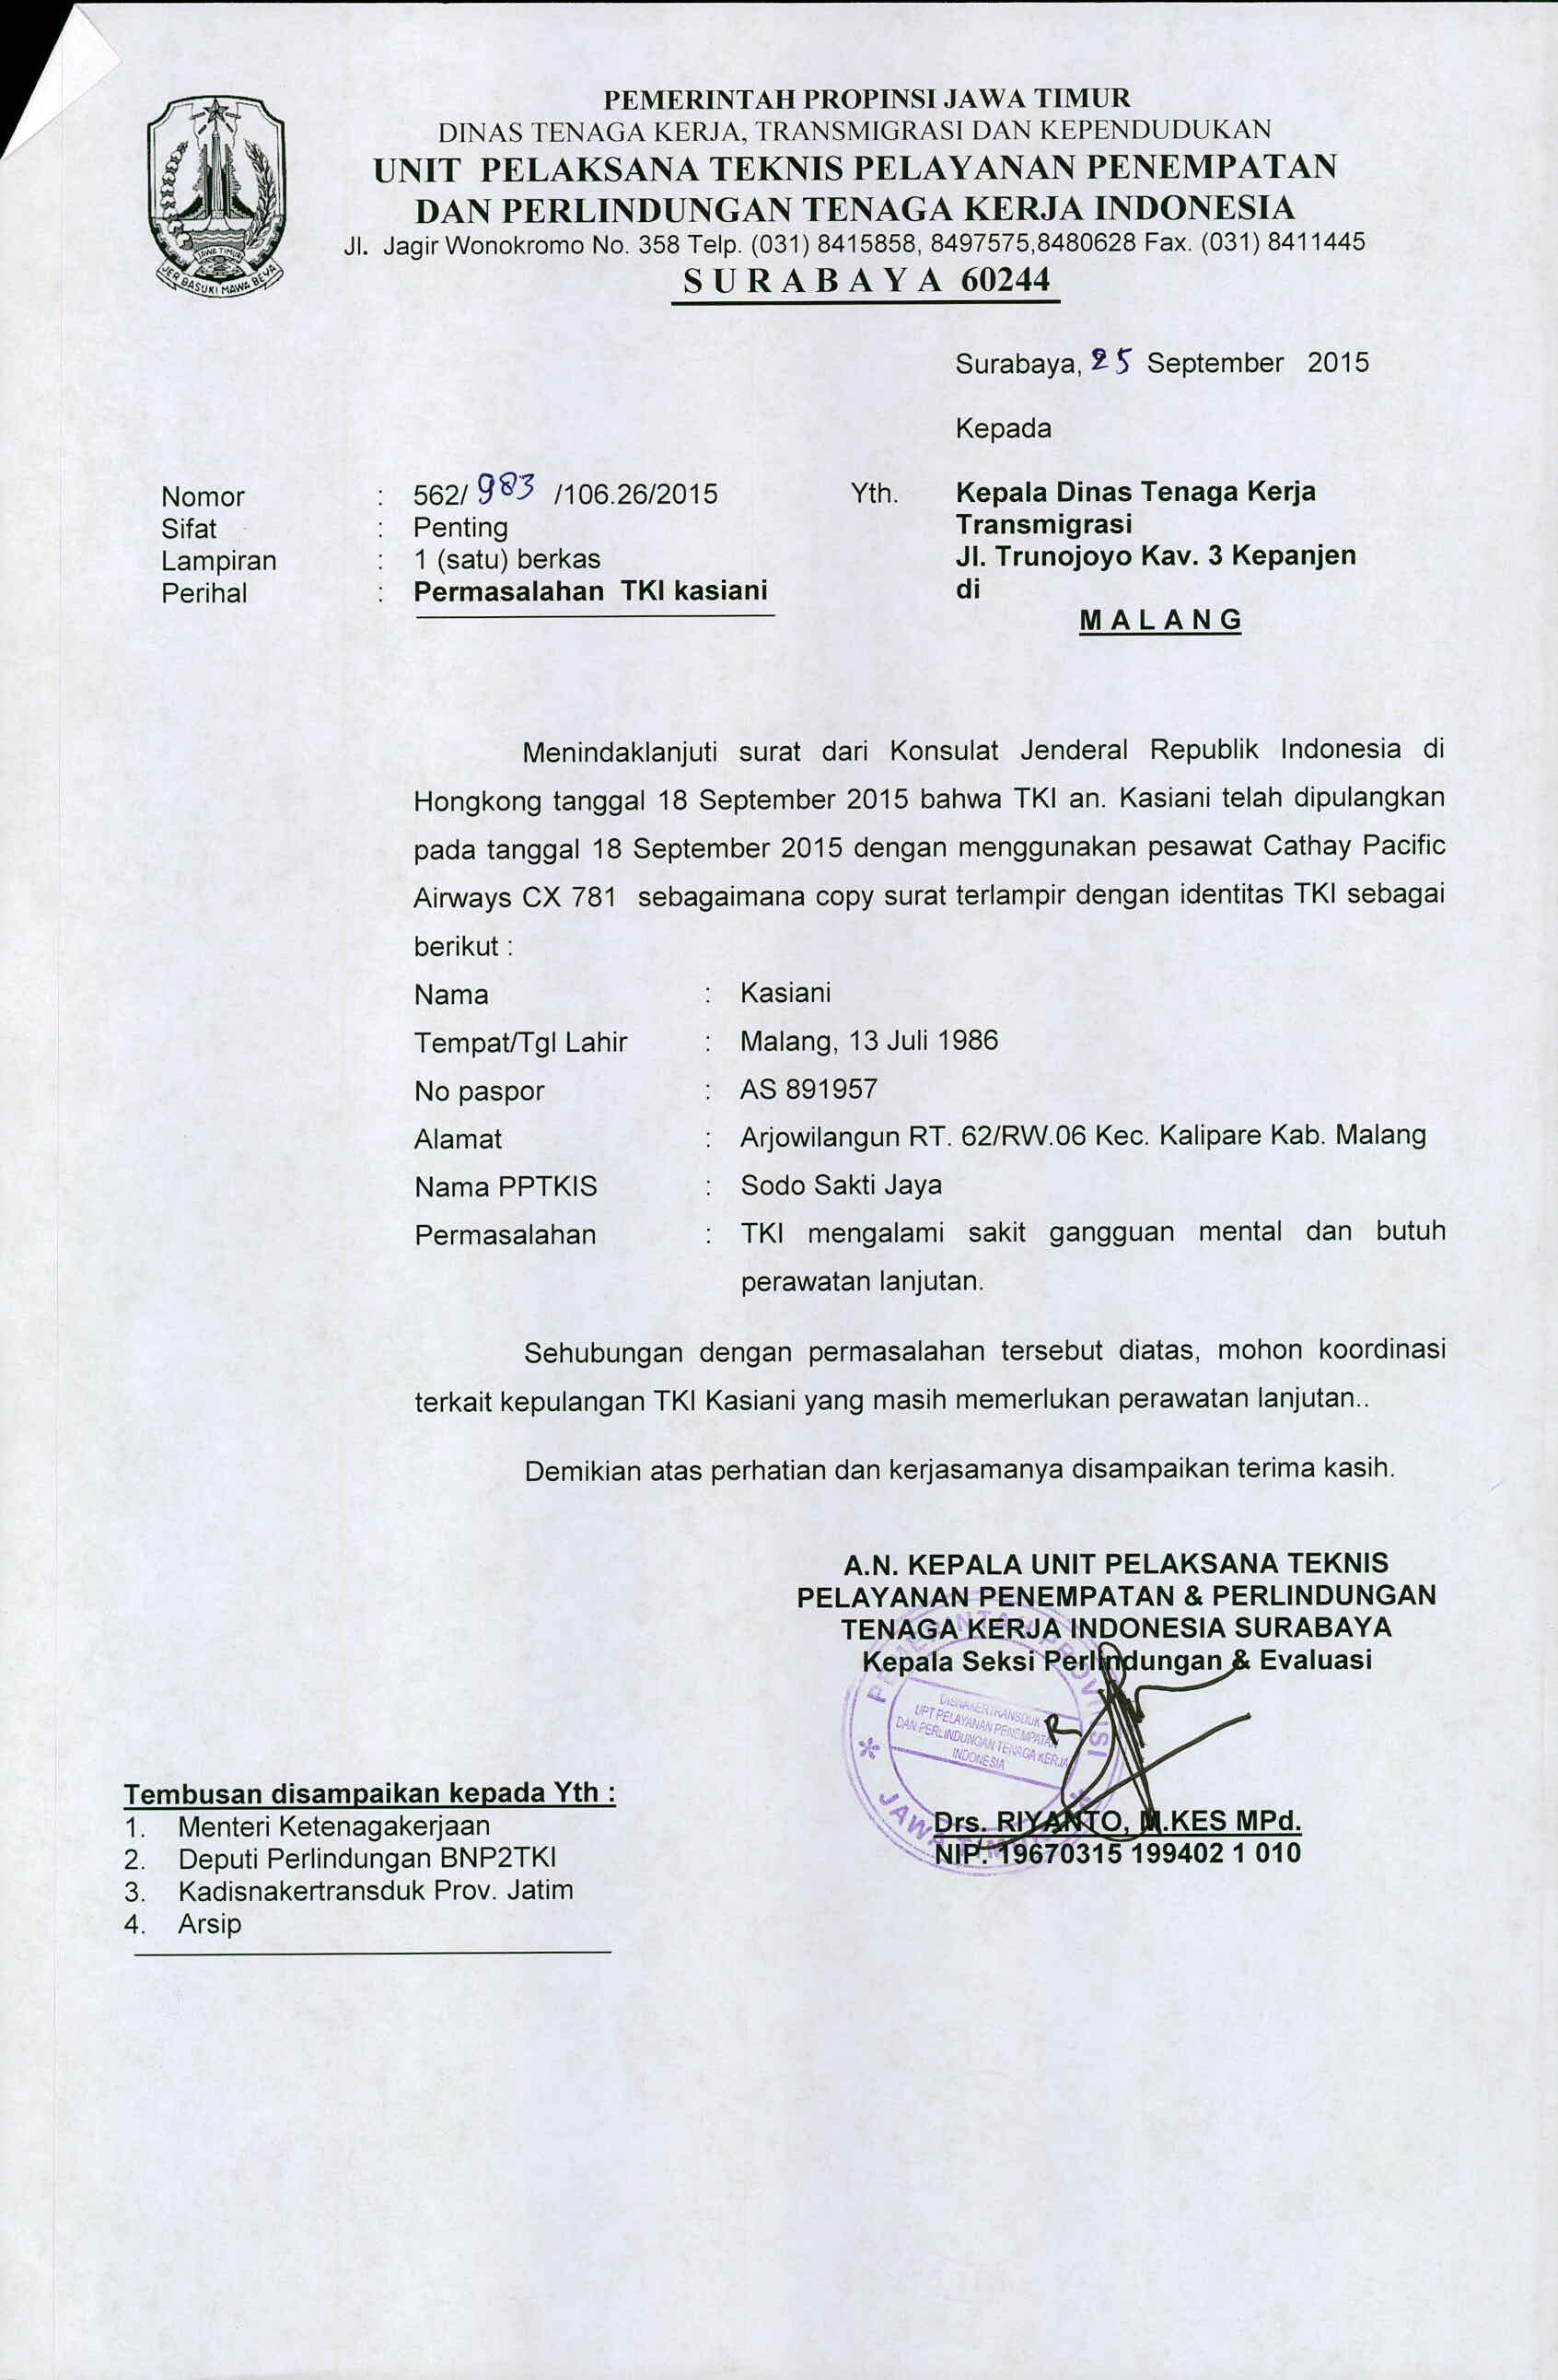 PEMERINTAH PROPINSI JAWA TIMUR
DINAS TENAGA KERJA, TRANSMIGRASI DAN KEPENDUDUKAN
UNIT PELAKSANA TEKNIS PELAYANAN PENEMPATAN
DAN PERLINDUNGAN TENAGA KERJA INDONESIA
Jl. Jagir Wonokromo No. 358 Telp. (031) 8415858, 8497575,8480628 Fax. (031) 8411445
S U R A B A Y A 60244
JAWA TIMUR
JER BASUKI MAWA BEYA
Surabaya, 25 September 2015
Kepada
Nomor : 562/ 983 /106.26/2015
Sifat : Penting
Lampiran : 1 (satu) berkas
Perihal : Permasalahan TKI kasiani
Yth. Kepala Dinas Tenaga Kerja
Transmigrasi
Jl. Trunojoyo Kav. 3 Kepanjen
di
M A L A N G
Menindaklanjuti surat dari Konsulat Jenderal Republik Indonesia di
Hongkong tanggal 18 September 2015 bahwa TKI an. Kasiani telah dipulangkan
pada tanggal 18 September 2015 dengan menggunakan pesawat Cathay Pacific
Airways CX 781 sebagaimana copy surat terlampir dengan identitas TKI sebagai
berikut :
Nama : Kasiani
Tempat/Tgl Lahir : Malang, 13 Juli 1986
No paspor : AS 891957
Alamat : Arjowilangun RT. 62/RW.06 Kec. Kalipare Kab. Malang
Nama PPTKIS : Sodo Sakti Jaya
Permasalahan : TKI mengalami sakit gangguan mental dan butuh
perawatan lanjutan.
Sehubungan dengan permasalahan tersebut diatas, mohon koordinasi
terkait kepulangan TKI Kasiani yang masih memerlukan perawatan lanjutan..
Demikian atas perhatian dan kerjasamanya disampaikan terima kasih.
A.N. KEPALA UNIT PELAKSANA TEKNIS
PELAYANAN PENEMPATAN & PERLINDUNGAN
TENAGA KERJA INDONESIA SURABAYA
Kepala Seksi Perlindungan & Evaluasi
PEMERINTAH PROVINSI
DISNAKERTRANSDUK
UPT PELAYANAN PENEMPATAN
DAN PERLINDUNGAN TENAGA KERJA
INDONESIA
JAWA TIMUR
Drs. RIYANTO, M.KES MPd.
NIP. 19670315 199402 1 010
Tembusan disampaikan kepada Yth :
1. Menteri Ketenagakerjaan
2. Deputi Perlindungan BNP2TKI
3. Kadisnakertransduk Prov. Jatim
4. Arsip